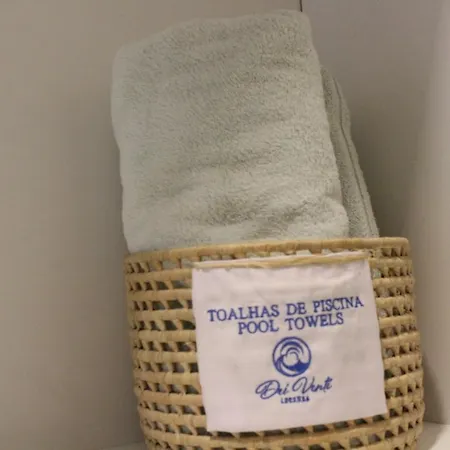 TOALHAS DE PISCINA
POOL TOWELS
Dei Venti